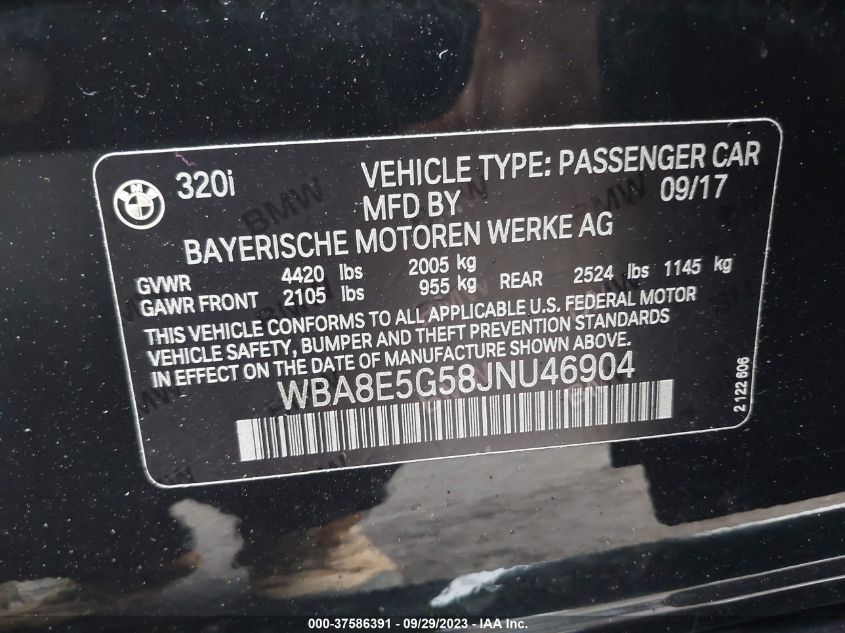 320i VEHICLE TYPE: PASSENGER CAR
MFD BY 09/17
BAYERISCHE MOTOREN WERKE AG
GVWR 4420 lbs 2005 kg
GAWR FRONT 2105 lbs 955 kg REAR 2524 lbs 1145 kg
THIS VEHICLE CONFORMS TO ALL APPLICABLE U.S. FEDERAL MOTOR
VEHICLE SAFETY, BUMPER AND THEFT PREVENTION STANDARDS
IN EFFECT ON THE DATE OF MANUFACTURE SHOWN ABOVE.
WBA8E5G58JNU46904
2 122 606
000-37586391 - 09/29/2023 - IAA Inc.